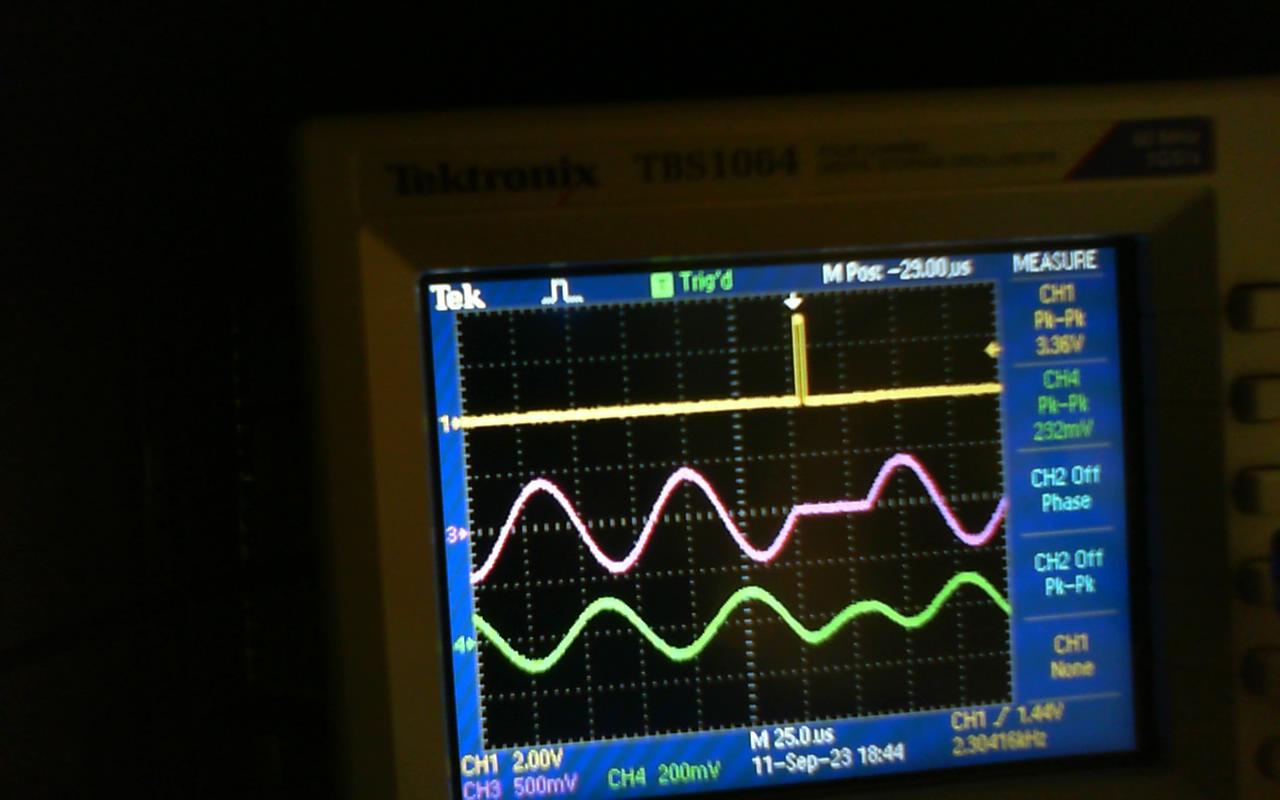 Tektronix TBS1064
Tek Trig'd M Pos: -29.00µs MEASURE
CH1
Pk-Pk
3.36V
CH4
Pk-Pk
232mV
CH2 Off
Phase
CH2 Off
Pk-Pk
CH1
None
1
3
4
CH1 2.00V M 25.0µs CH1 1.44V
CH3 500mV CH4 200mV 11-Sep-23 18:44 2.30416kHz